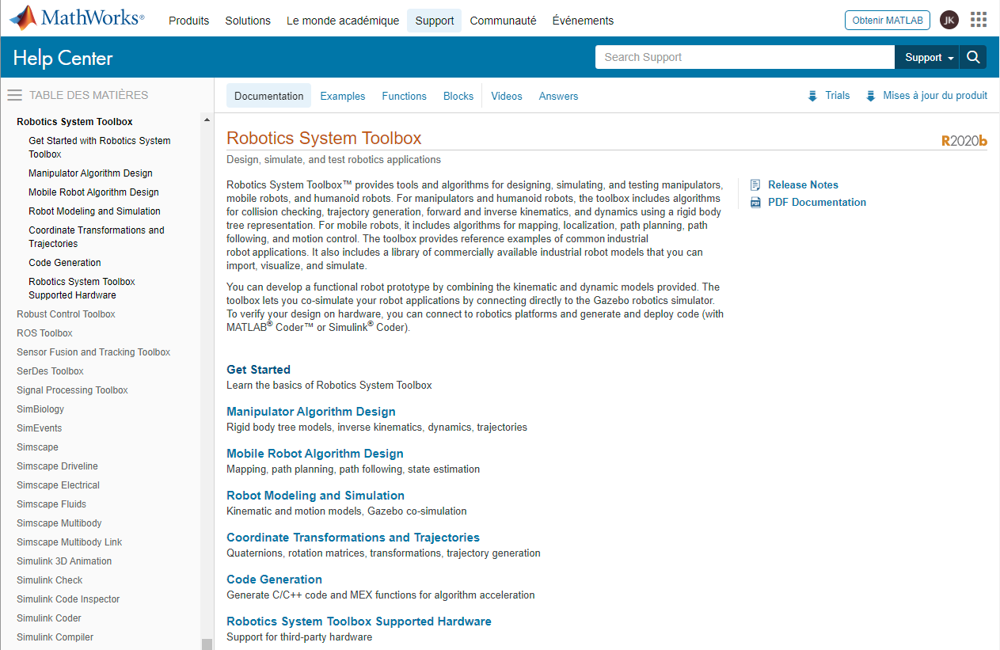 MathWorks®
Produits
Solutions
Le monde académique
Support
Communauté
Événements
Obtenir MATLAB
JK
Help Center
Search Support
Support
TABLE DES MATIÈRES
Robotics System Toolbox
Get Started with Robotics System
Toolbox
Manipulator Algorithm Design
Mobile Robot Algorithm Design
Robot Modeling and Simulation
Coordinate Transformations and
Trajectories
Code Generation
Robotics System Toolbox
Supported Hardware
Robust Control Toolbox
ROS Toolbox
Sensor Fusion and Tracking Toolbox
SerDes Toolbox
Signal Processing Toolbox
SimBiology
SimEvents
Simscape
Simscape Driveline
Simscape Electrical
Simscape Fluids
Simscape Multibody
Simscape Multibody Link
Simulink 3D Animation
Simulink Check
Simulink Code Inspector
Simulink Coder
Simulink Compiler
Documentation
Examples
Functions
Blocks
Videos
Answers
Trials
Mises à jour du produit
Robotics System Toolbox
R2020b
Design, simulate, and test robotics applications
Robotics System Toolbox™ provides tools and algorithms for designing, simulating, and testing manipulators,
mobile robots, and humanoid robots. For manipulators and humanoid robots, the toolbox includes algorithms
for collision checking, trajectory generation, forward and inverse kinematics, and dynamics using a rigid body
tree representation. For mobile robots, it includes algorithms for mapping, localization, path planning, path
following, and motion control. The toolbox provides reference examples of common industrial
robot applications. It also includes a library of commercially available industrial robot models that you can
import, visualize, and simulate.
You can develop a functional robot prototype by combining the kinematic and dynamic models provided. The
toolbox lets you co-simulate your robot applications by connecting directly to the Gazebo robotics simulator.
To verify your design on hardware, you can connect to robotics platforms and generate and deploy code (with
MATLAB® Coder™ or Simulink® Coder).
Release Notes
PDF
PDF Documentation
Get Started
Learn the basics of Robotics System Toolbox
Manipulator Algorithm Design
Rigid body tree models, inverse kinematics, dynamics, trajectories
Mobile Robot Algorithm Design
Mapping, path planning, path following, state estimation
Robot Modeling and Simulation
Kinematic and motion models, Gazebo co-simulation
Coordinate Transformations and Trajectories
Quaternions, rotation matrices, transformations, trajectory generation
Code Generation
Generate C/C++ code and MEX functions for algorithm acceleration
Robotics System Toolbox Supported Hardware
Support for third-party hardware